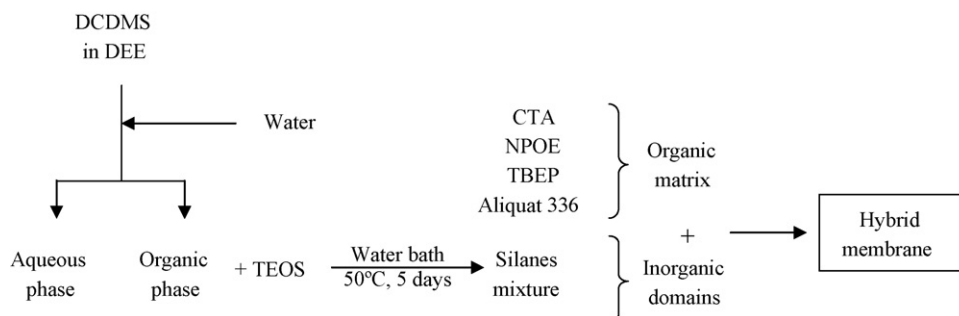 DCDMS
in DEE
Water
Aqueous
phase
Organic
phase
+ TEOS
Water bath
50ºC, 5 days
CTA
NPOE
TBEP
Aliquat 336
Organic
matrix
+
Silanes
mixture
Inorganic
domains
Hybrid
membrane